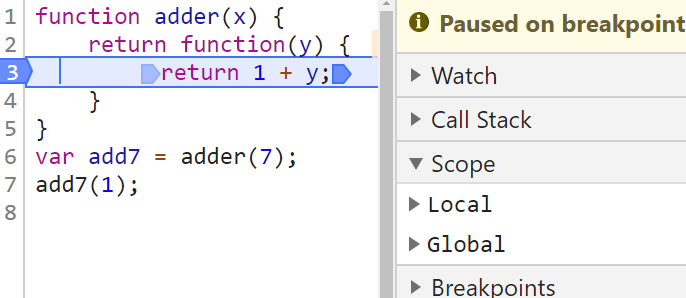 1 function adder(x) {
2 return function(y) {
3 return 1 + y;
4 }
5 }
6 var add7 = adder(7);
7 add7(1);
8
Paused on breakpoint
Watch
Call Stack
Scope
Local
Global
Breakpoints